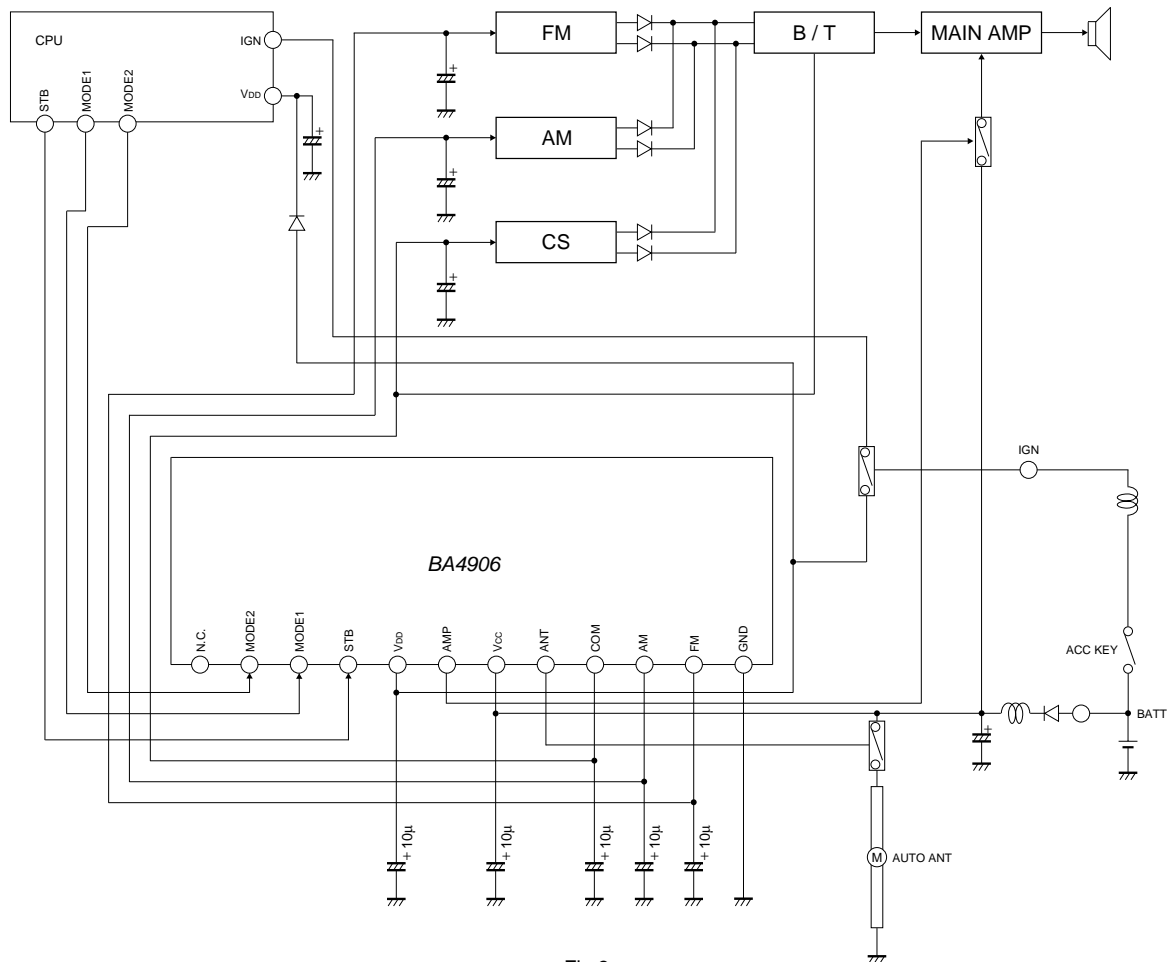 CPU
IGN
VDD
STB
MODE1
MODE2
+
FM
B / T
MAIN AMP
+
AM
+
CS
+
IGN
BA4906
ACC KEY
N.C.
MODE2
MODE1
STB
VDD
AMP
VCC
ANT
COM
AM
FM
GND
BATT
+
+ 10μ
+ 10μ
+ 10μ
+ 10μ
+ 10μ
M
AUTO ANT